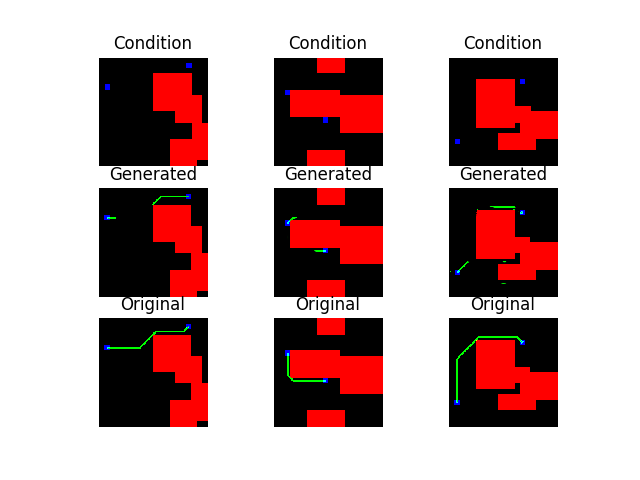 Condition
Condition
Condition
Generated
Generated
Generated
Original
Original
Original